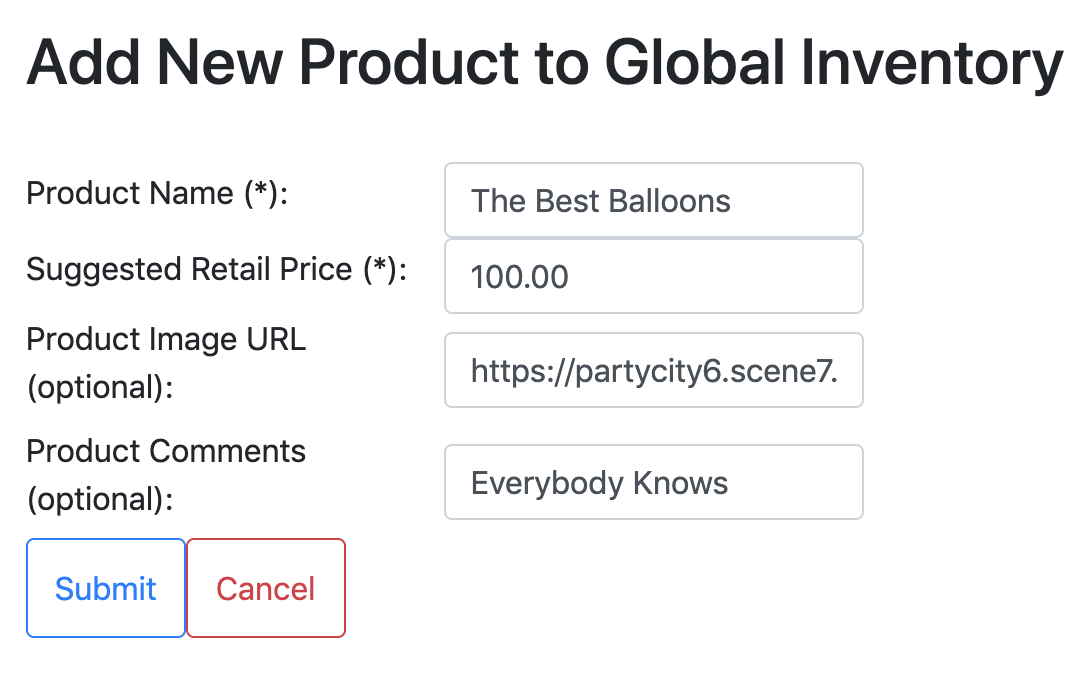 Add New Product to Global Inventory
Product Name (*):
The Best Balloons
Suggested Retail Price (*):
100.00
Product Image URL
(optional):
https://partycity6.scene7.
Product Comments
(optional):
Everybody Knows
Submit Cancel